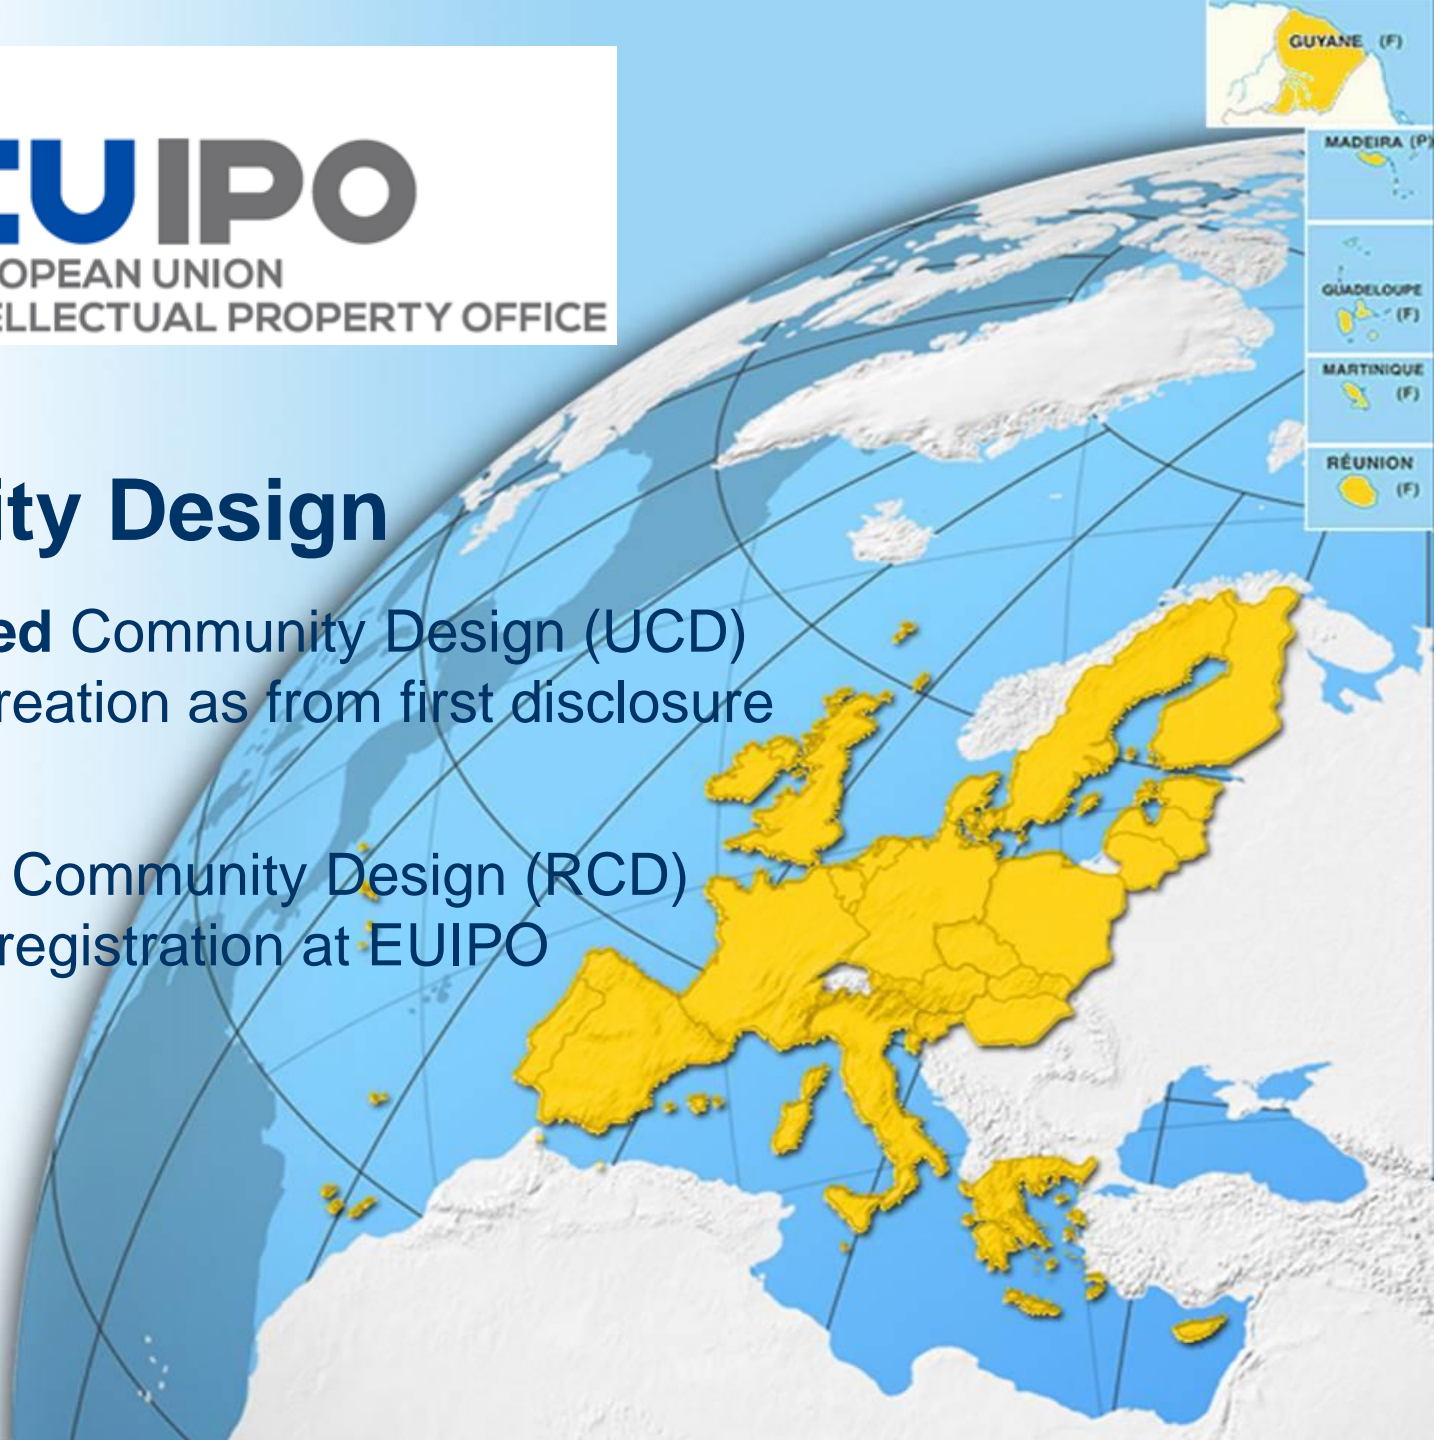 EUIPO
OPEAN UNION
ELLECTUAL PROPERTY OFFICE
ity Design
ed Community Design (UCD)
reation as from first disclosure
Community Design (RCD)
registration at EUIPO
GUYANE (F)
MADEIRA (P)
GUADELOUPE
(F)
MARTINIQUE
(F)
RÉUNION
(F)